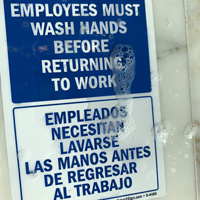 EMPLOYEES MUST
WASH HANDS
BEFORE
RETURNING
TO WORK
EMPLEADOS
NECESITAN
LAVARSE
LAS MANOS ANTES
DE REGRESAR
AL TRABAJO